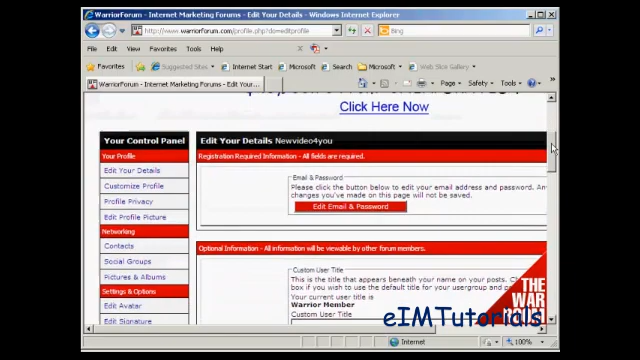 WarriorForum - Internet Marketing Forums - Edit Your Details - Windows Internet Explorer
http://www.warriorforum.com/profile.php?do=editprofile
Bing
File Edit View Favorites Tools Help
Favorites Suggested Sites Internet Start Microsoft Search Microsoft Web Slice Gallery
WarriorForum - Internet Marketing Forums - Edit Your...
Page Safety Tools
Click Here Now
Your Control Panel
Your Profile
Edit Your Details
Customize Profile
Profile Privacy
Edit Profile Picture
Networking
Contacts
Social Groups
Pictures & Albums
Settings & Options
Edit Avatar
Edit Signature
Edit Your Details Newvideo4you
Registration Required Information - All fields are required.
Email & Password
Please click the button below to edit your email address and password. An
changes you've made on this page will not be saved.
Edit Email & Password
Optional Information - All information will be viewable by other forum members.
Custom User Title
This is the title that appears beneath your name on your posts.
box if you wish to use the default title for your usergroup and
Your current user title is
Warrior Member
Custom User Title
THE
WAR
eIMTutorials
Internet
100%